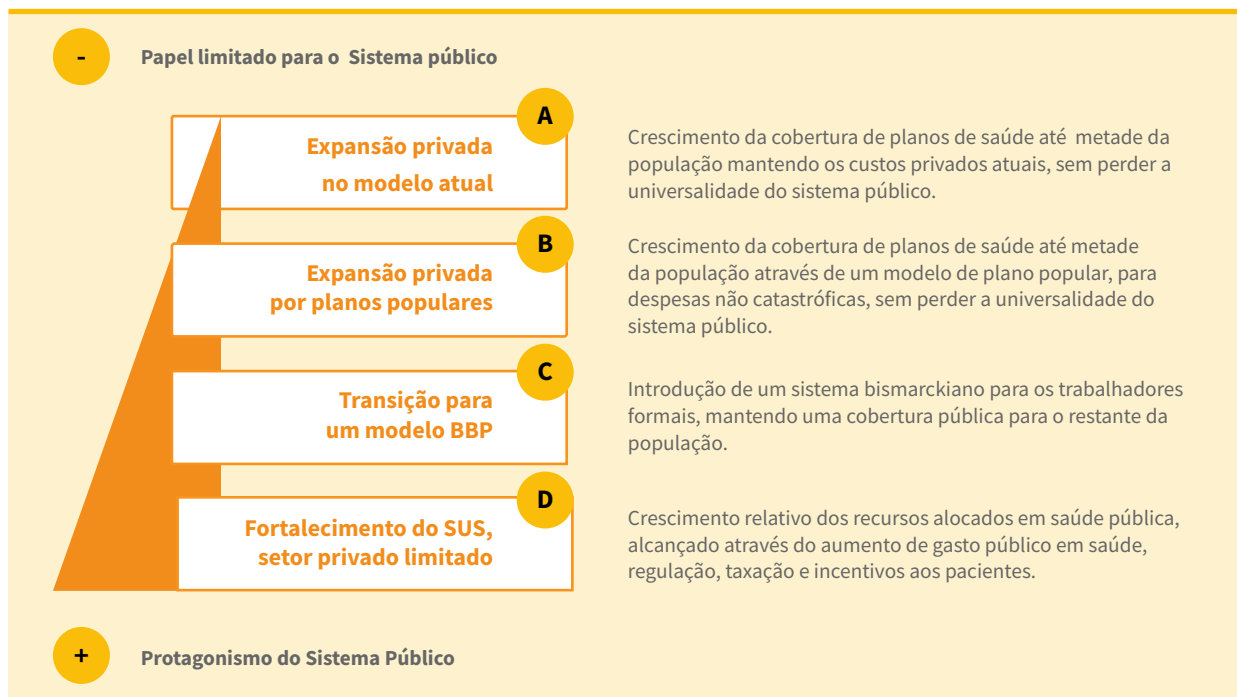 -
Papel limitado para o Sistema público
A
Expansão privada
no modelo atual
Crescimento da cobertura de planos de saúde até metade da
população mantendo os custos privados atuais, sem perder a
universalidade do sistema público.
B
Expansão privada
por planos populares
Crescimento da cobertura de planos de saúde até metade
da população através de um modelo de plano popular, para
despesas não catastróficas, sem perder a universalidade do
sistema público.
C
Transição para
um modelo BBP
Introdução de um sistema bismarckiano para os trabalhadores
formais, mantendo uma cobertura pública para o restante da
população.
D
Fortalecimento do SUS,
setor privado limitado
Crescimento relativo dos recursos alocados em saúde pública,
alcançado através do aumento de gasto público em saúde,
regulação, taxação e incentivos aos pacientes.
+
Protagonismo do Sistema Público